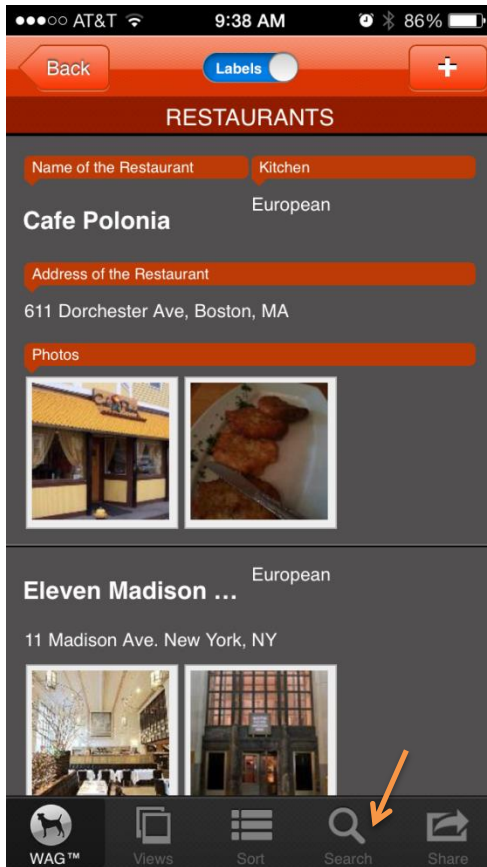 AT&T 9:38 AM 86%
Back Labels +
RESTAURANTS
Name of the Restaurant Kitchen
Cafe Polonia European
Address of the Restaurant
611 Dorchester Ave, Boston, MA
Photos
Eleven Madison ... European
11 Madison Ave. New York, NY
WAG™ Views Sort Search Share